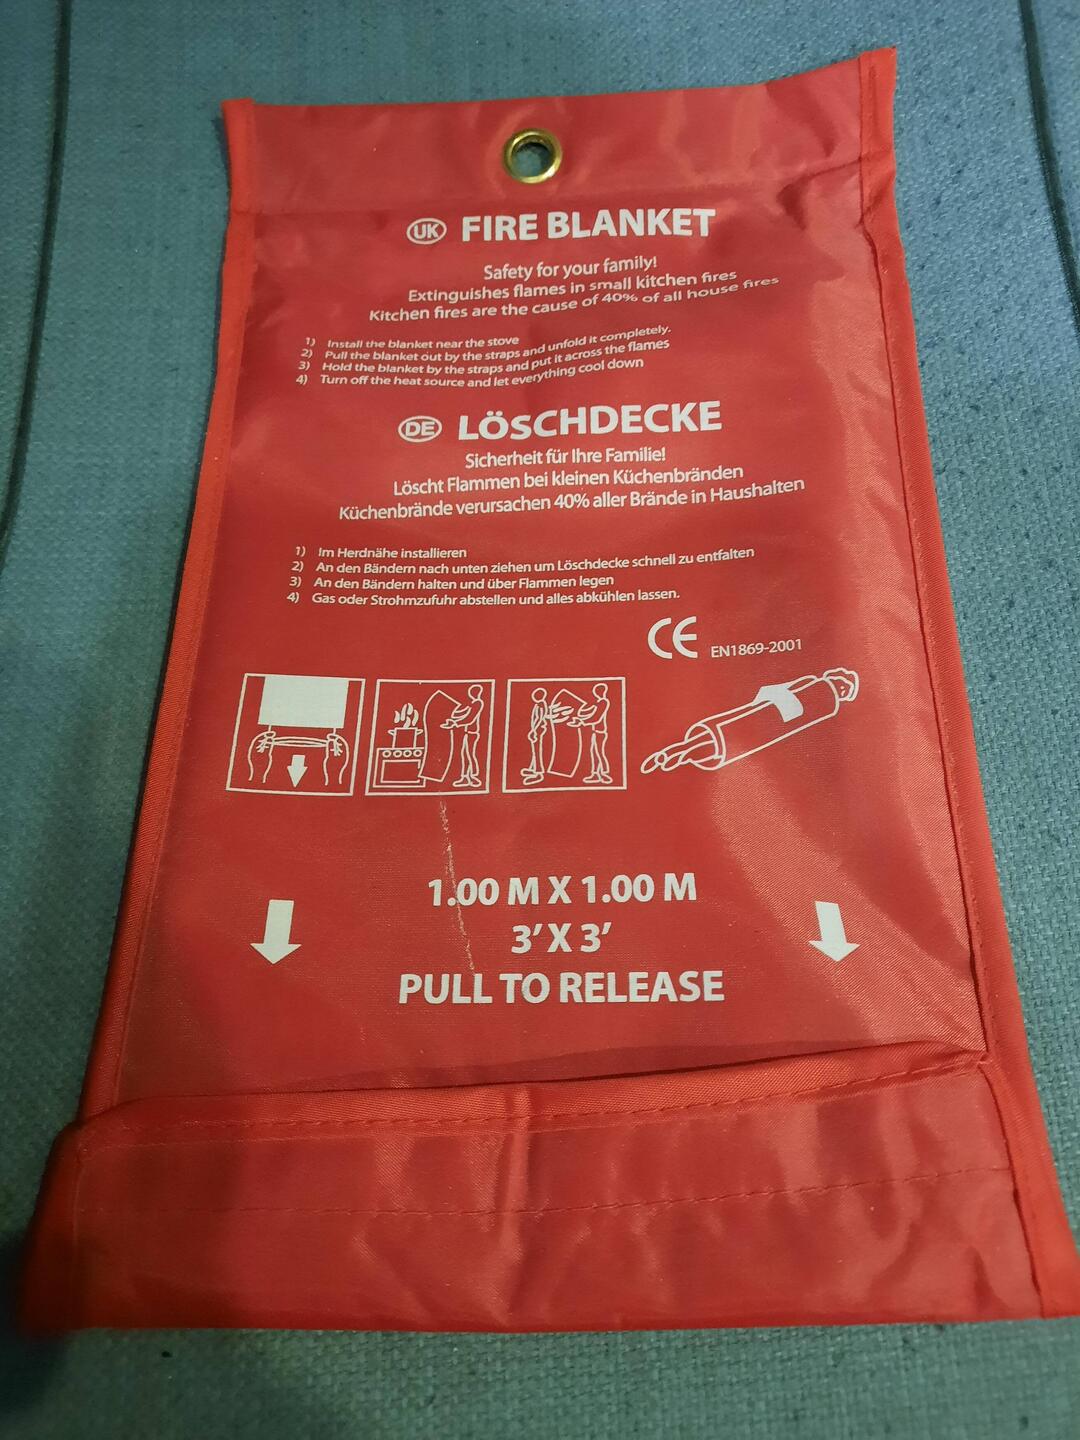 UK FIRE BLANKET
Safety for your family!
Extinguishes flames in small kitchen fires
Kitchen fires are the cause of 40% of all house fires
1) Install the blanket near the stove
2) Pull the blanket out by the straps and unfold it completely.
3) Hold the blanket by the straps and put it across the flames
4) Turn off the heat source and let everything cool down
DE LÖSCHDECKE
Sicherheit für Ihre Familie!
Löscht Flammen bei kleinen Küchenbränden
Küchenbrände verursachen 40% aller Brände in Haushalten
1) Im Herdnähe installieren
2) An den Bändern nach unten ziehen um Löschdecke schnell zu entfalten
3) An den Bändern halten und über Flammen legen
4) Gas oder Strohmzufuhr abstellen und alles abkühlen lassen.
CE EN1869-2001
1.00 M X 1.00 M
3' X 3'
PULL TO RELEASE